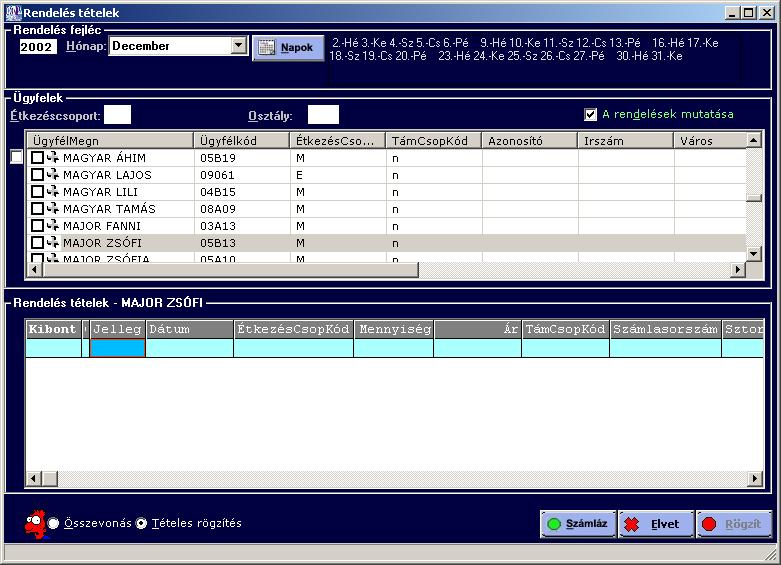 Rendelés tételek
Rendelés fejléc
2002 Hónap: December Napok
2.-Hé 3.-Ke 4.-Sz 5.-Cs 6.-Pé 9.-Hé 10.-Ke 11.-Sz 12.-Cs 13.-Pé 16.-Hé 17.-Ke
18.-Sz 19.-Cs 20.-Pé 23.-Hé 24.-Ke 25.-Sz 26.-Cs 27.-Pé 30.-Hé 31.-Ke
Ügyfelek
Étkezéscsoport: Osztály: A rendelések mutatása
ÜgyfélMegn Ügyfélkód ÉtkezésCso... TámCsopKód Azonosító Irszám Város
MAGYAR ÁHIM 05B19 M n
MAGYAR LAJOS 09061 E n
MAGYAR LILI 04B15 M n
MAGYAR TAMÁS 08A09 M n
MAJOR FANNI 03A13 M n
MAJOR ZSÓFI 05B13 M n
MAJOR ZSÓFIA 05A10 M n
Rendelés tételek - MAJOR ZSÓFI
Kibont Jelleg Dátum ÉtkezésCsopKód Mennyiség Ár TámCsopKód Számlasorszám Sztor
Összevonás Tételes rögzítés Számláz Elvet Rögzít